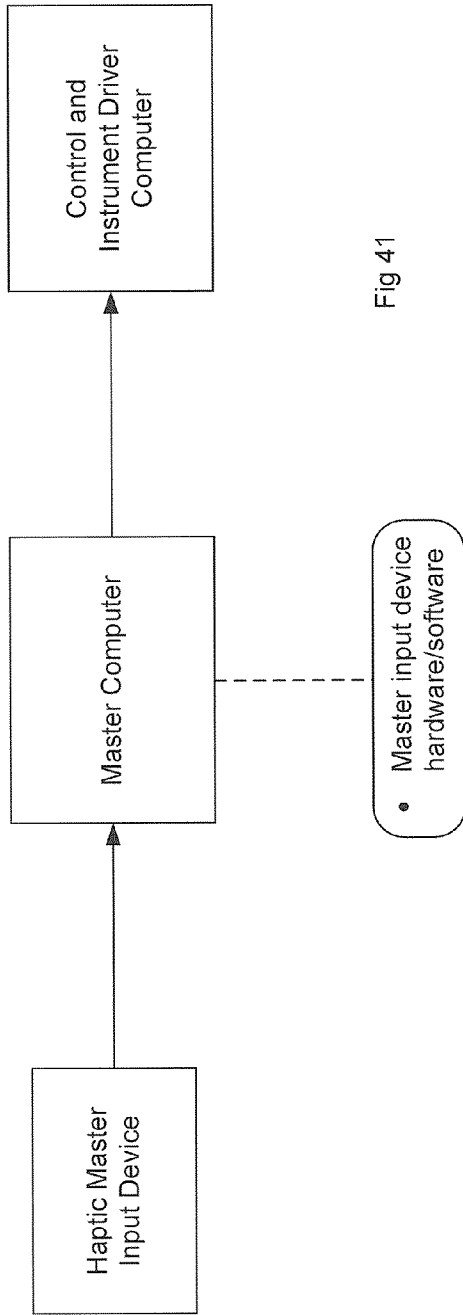 Haptic Master
Input Device
Master Computer
Control and
Instrument Driver
Computer
• Master input device
hardware/software
Fig 41